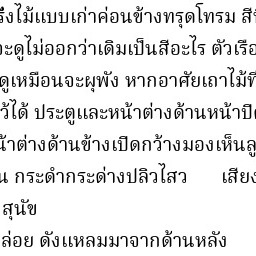 รั้งไม้แบบเก่าค่อนข้างทรุดโทรม สี
จะดูไม่ออกว่าเดิมเป็นสีอะไร ตัวเรือ
ดูเหมือนจะผุพัง หากอาศัยเถาไม้ที่
ว้ได้ ประตูและหน้าต่างด้านหน้าปิด
น้าต่างด้านข้างเปิดกว้างมองเห็นลู
น กระดำกระด่างปลิวไสว เสียง
สุนัข
ล่อย ดังแหลมมาจากด้านหลัง